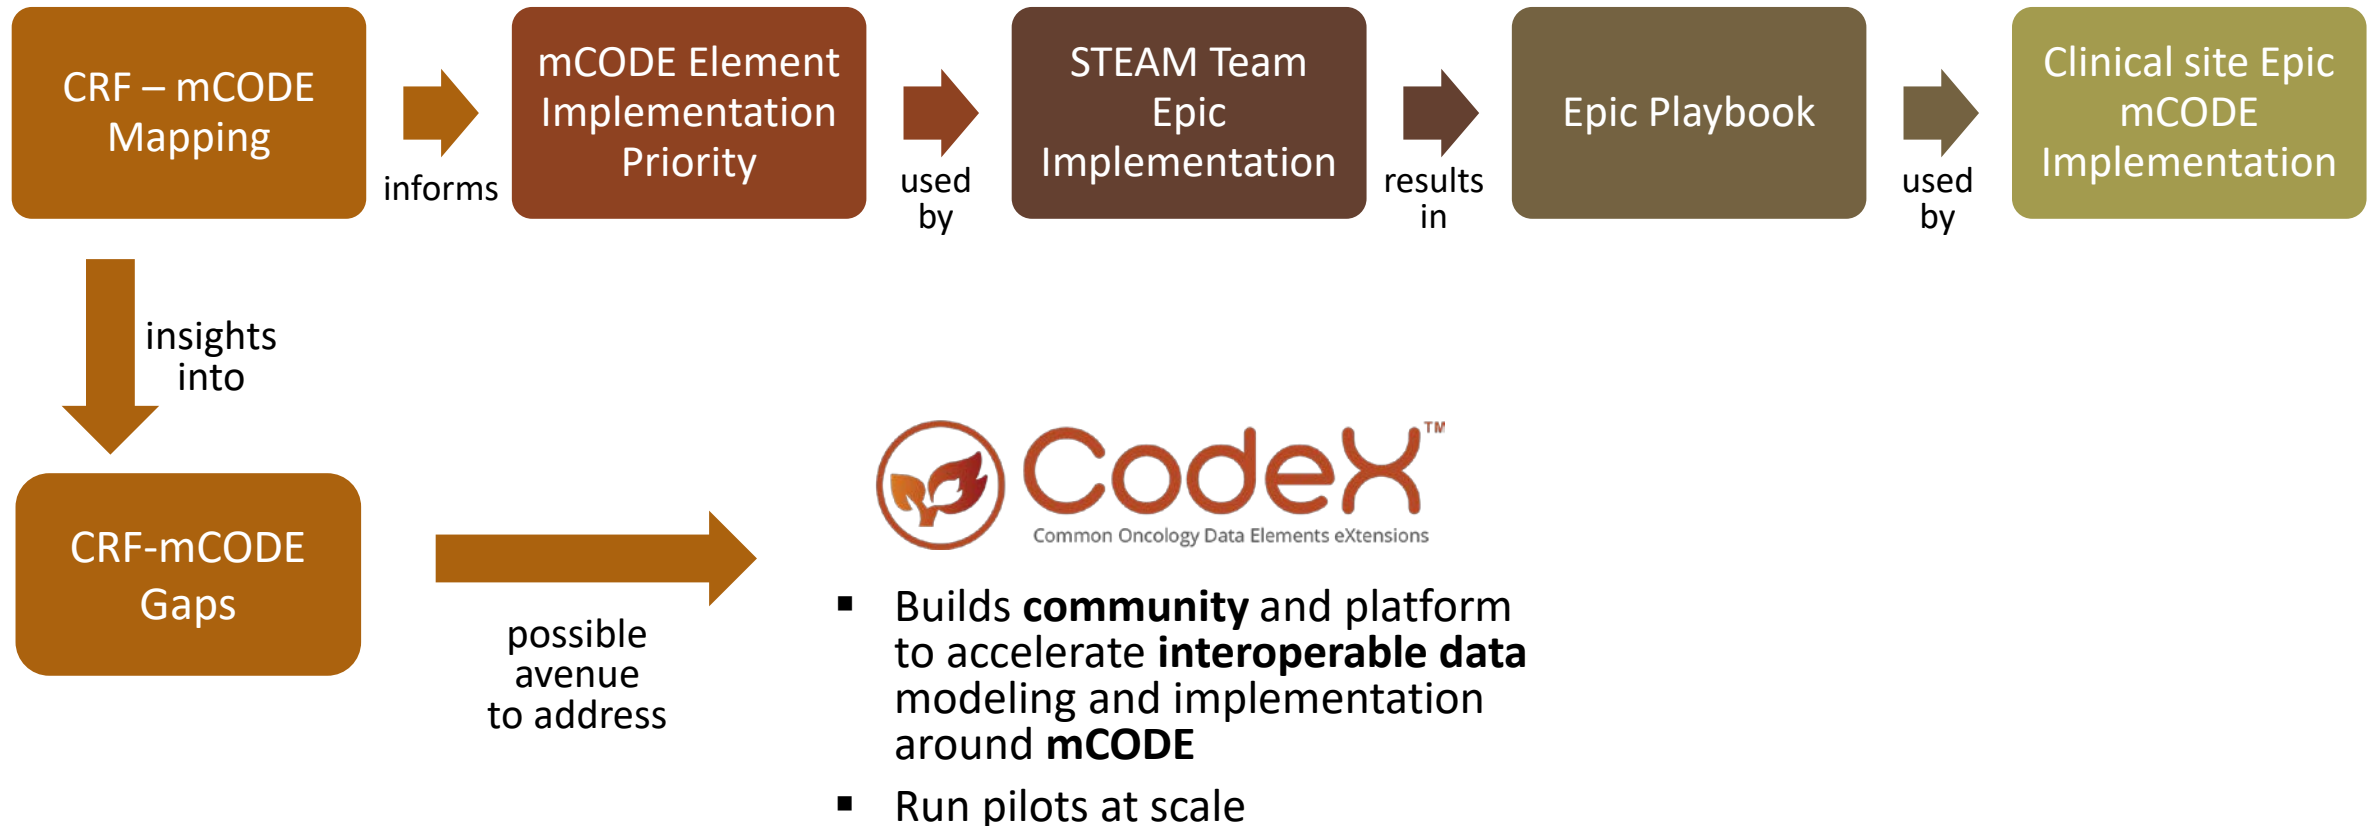 CRF – mCODE
Mapping
informs
mCODE Element
Implementation
Priority
used
by
STEAM Team
Epic
Implementation
results
in
Epic Playbook
used
by
Clinical site Epic
mCODE
Implementation
insights
into
CRF-mCODE
Gaps
possible
avenue
to address
CodeX™
Common Oncology Data Elements eXtensions
▪ Builds community and platform
to accelerate interoperable data
modeling and implementation
around mCODE
▪ Run pilots at scale